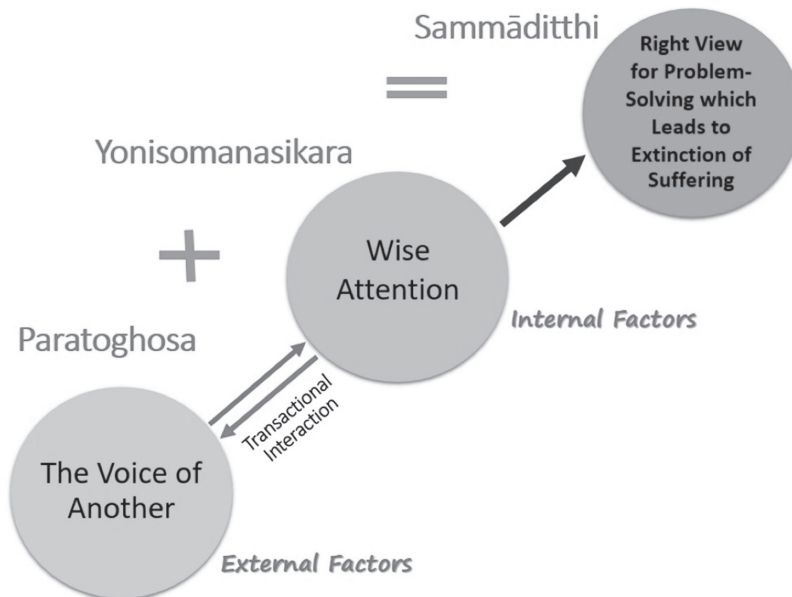 Sammāditthi
Right View
for Problem-
Solving which
Leads to
Extinction of
Suffering
=
Yonisomanasikara
Wise
Attention
Internal Factors
+
Paratoghosa
Transactional
Interaction
The Voice of
Another
External Factors